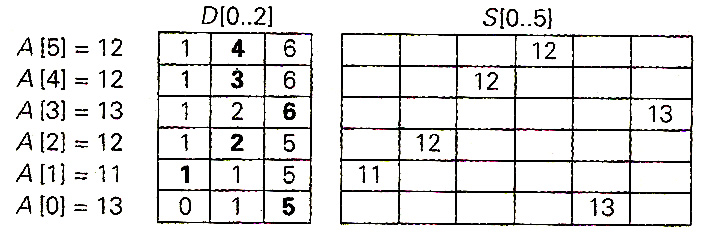 D[0..2] S[0..5]
A [5] = 12 1 4 6 12
A [4] = 12 1 3 6 12
A [3] = 13 1 2 6 13
A [2] = 12 1 2 5 12
A [1] = 11 1 1 5 11
A [0] = 13 0 1 5 13